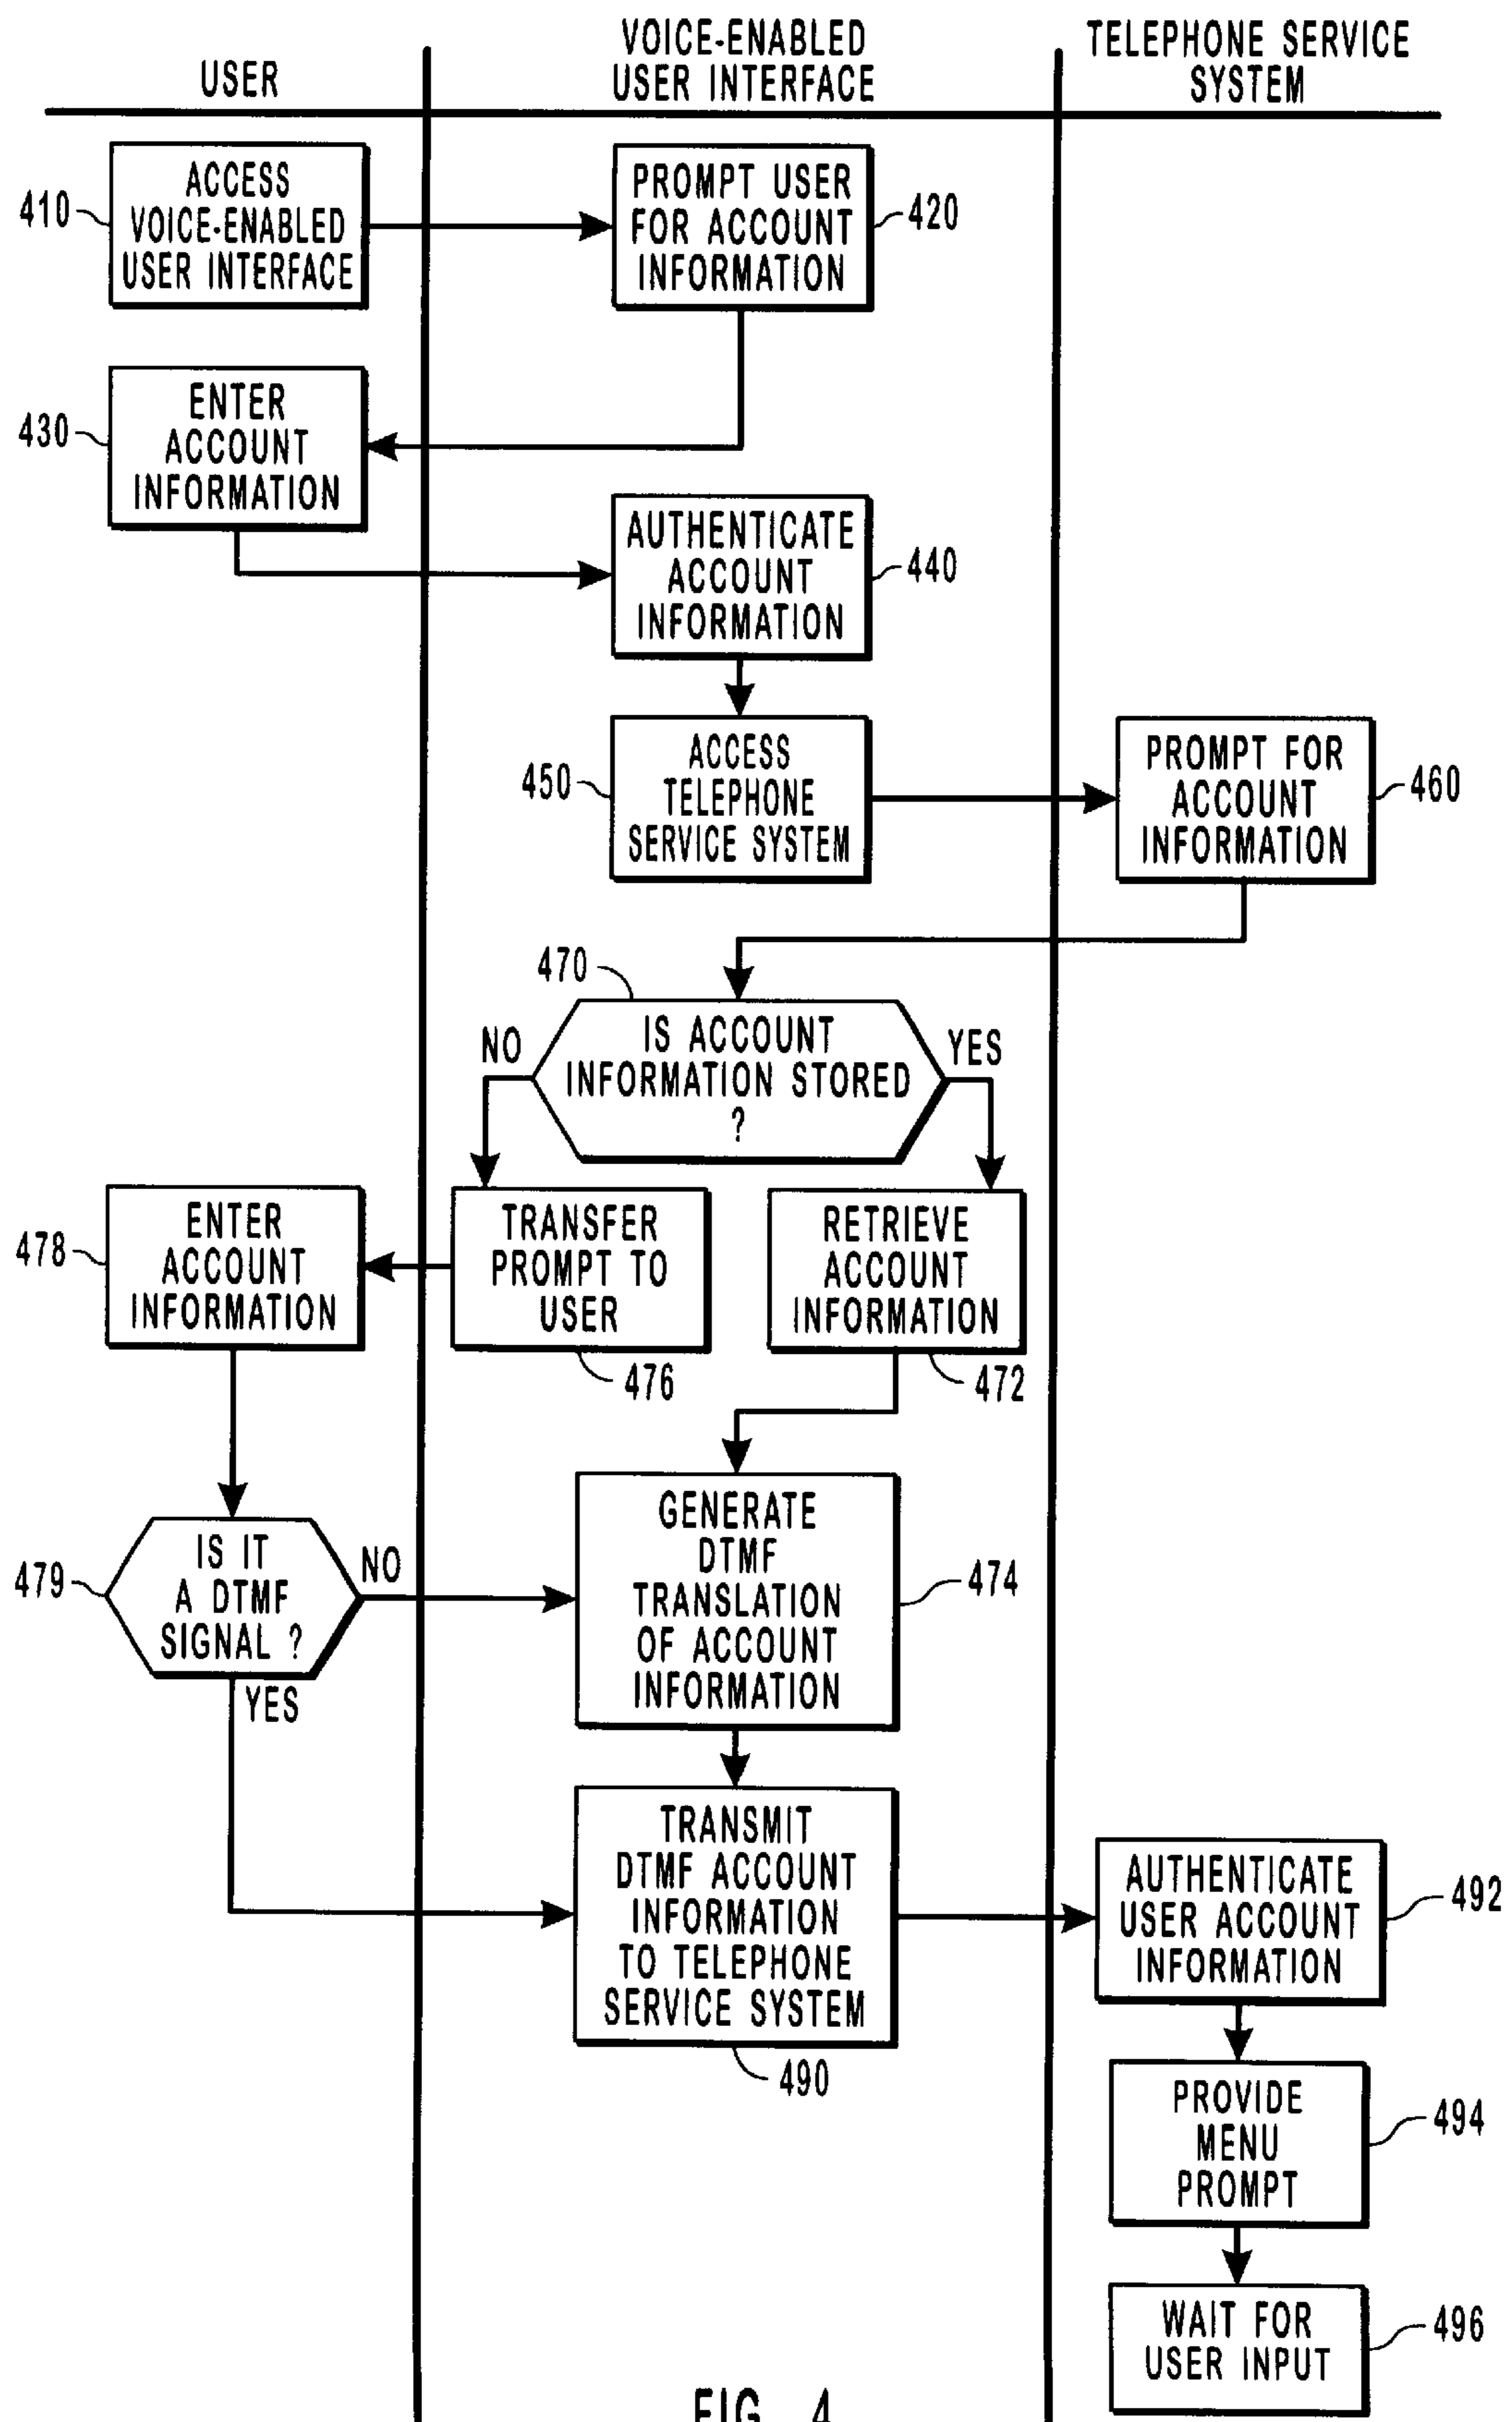 USER
VOICE-ENABLED
USER INTERFACE
TELEPHONE SERVICE
SYSTEM
410
ACCESS
VOICE-ENABLED
USER INTERFACE
PROMPT USER
FOR ACCOUNT
INFORMATION
420
430
ENTER
ACCOUNT
INFORMATION
AUTHENTICATE
ACCOUNT
INFORMATION
440
450
ACCESS
TELEPHONE
SERVICE SYSTEM
PROMPT FOR
ACCOUNT
INFORMATION
460
470
NO
IS ACCOUNT
INFORMATION STORED
?
YES
478
ENTER
ACCOUNT
INFORMATION
TRANSFER
PROMPT TO
USER
476
RETRIEVE
ACCOUNT
INFORMATION
472
479
IS IT
A DTMF
SIGNAL ?
NO
YES
GENERATE
DTMF
TRANSLATION
OF ACCOUNT
INFORMATION
474
TRANSMIT
DTMF ACCOUNT
INFORMATION
TO TELEPHONE
SERVICE SYSTEM
490
AUTHENTICATE
USER ACCOUNT
INFORMATION
492
PROVIDE
MENU
PROMPT
494
WAIT FOR
USER INPUT
496
FIG. 4